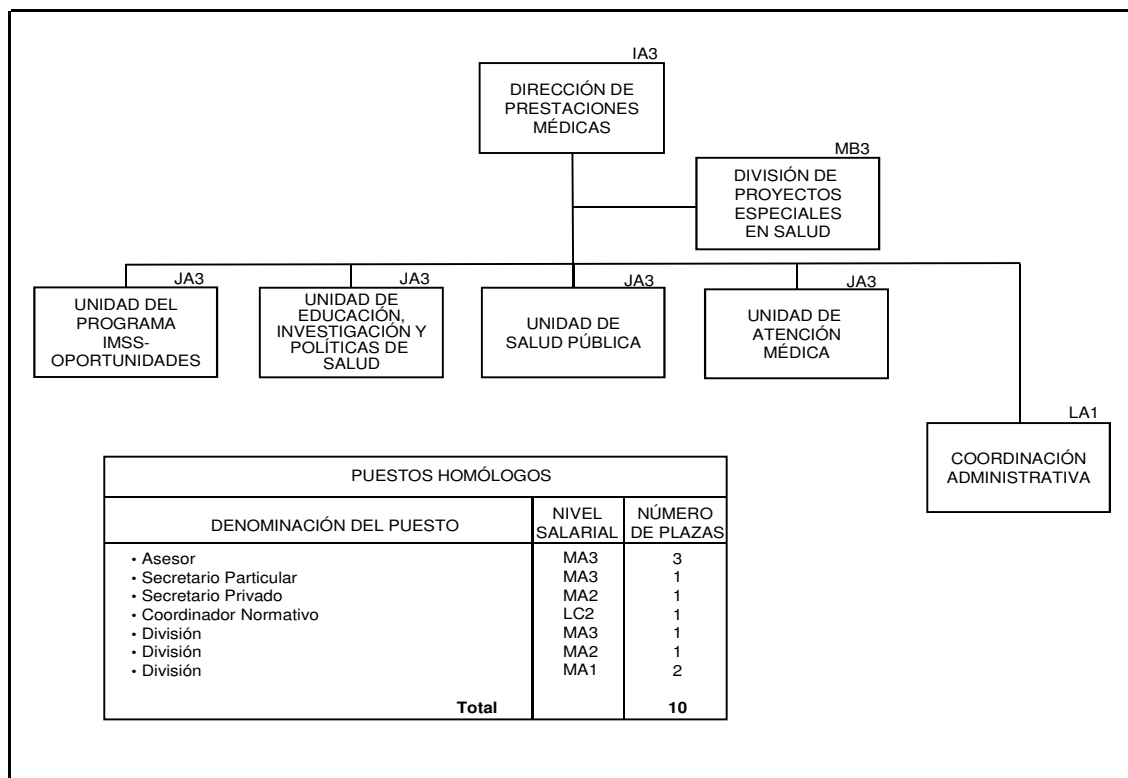 IA3
DIRECCIÓN DE
PRESTACIONES
MÉDICAS
MB3
DIVISIÓN DE
PROYECTOS
ESPECIALES
EN SALUD
JA3
UNIDAD DEL
PROGRAMA
IMSS-
OPORTUNIDADES
JA3
UNIDAD DE
EDUCACIÓN,
INVESTIGACIÓN Y
POLÍTICAS DE
SALUD
JA3
UNIDAD DE
SALUD PÚBLICA
JA3
UNIDAD DE
ATENCIÓN
MÉDICA
LA1
COORDINACIÓN
ADMINISTRATIVA
PUESTOS HOMÓLOGOS
DENOMINACIÓN DEL PUESTO
NIVEL
SALARIAL
NÚMERO
DE PLAZAS
• Asesor MA3 3
• Secretario Particular MA3 1
• Secretario Privado MA2 1
• Coordinador Normativo LC2 1
• División MA3 1
• División MA2 1
• División MA1 2
Total 10